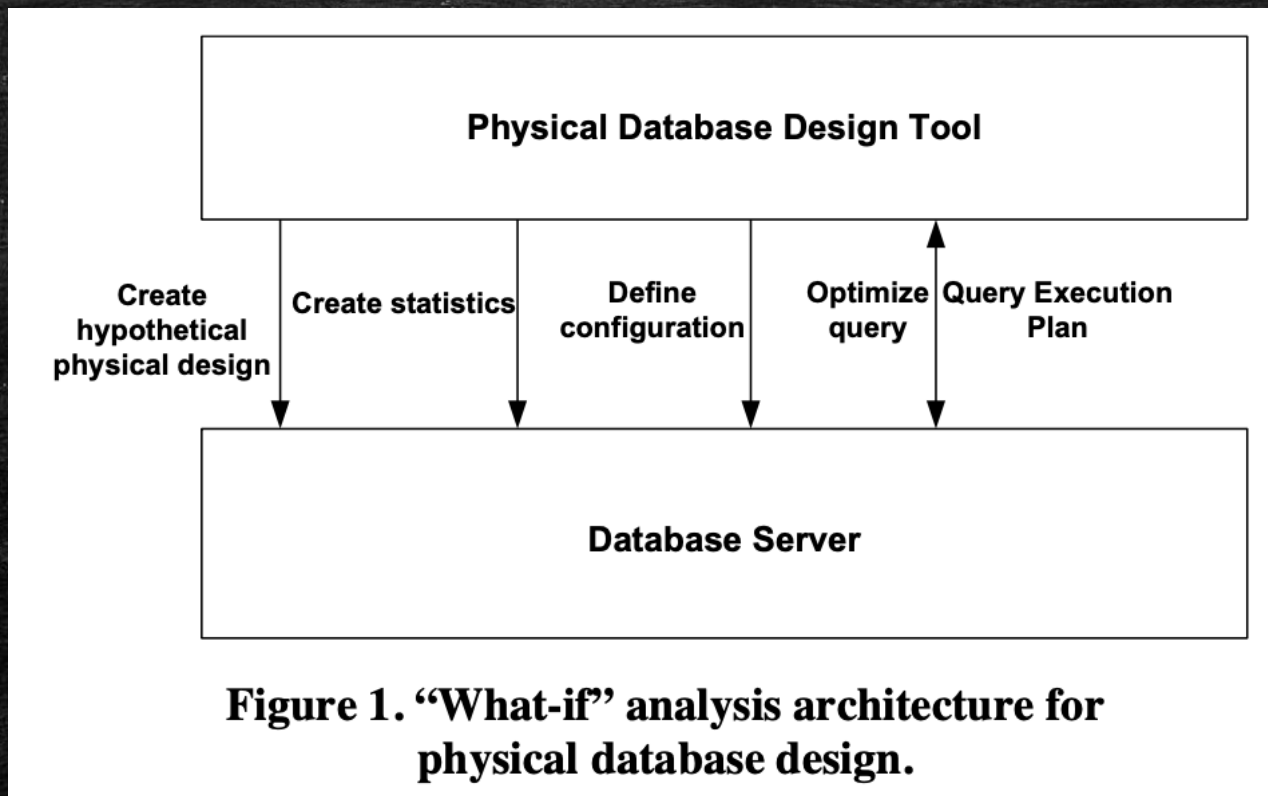 Physical Database Design Tool
Create
hypothetical
physical design
Create statistics
Define
configuration
Optimize
query
Query Execution
Plan
Database Server
Figure 1. “What-if” analysis architecture for
physical database design.